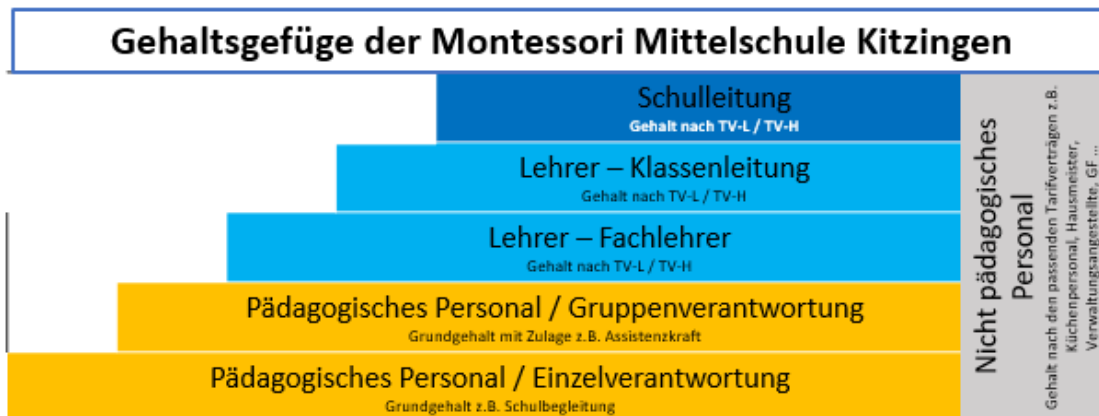 Gehaltsgefüge der Montessori Mittelschule Kitzingen
Schulleitung
Gehalt nach TV-L / TV-H
Lehrer – Klassenleitung
Gehalt nach TV-L / TV-H
Lehrer – Fachlehrer
Gehalt nach TV-L / TV-H
Pädagogisches Personal / Gruppenverantwortung
Grundgehalt mit Zulage z.B. Assistenzkraft
Pädagogisches Personal / Einzelverantwortung
Grundgehalt z.B. Schulbegleitung
Nicht pädagogisches
Personal
Gehalt nach den passenden Tarifverträgen z.B.
Küchenpersonal, Hausmeister,
Verwaltungsangestellte, GF ...